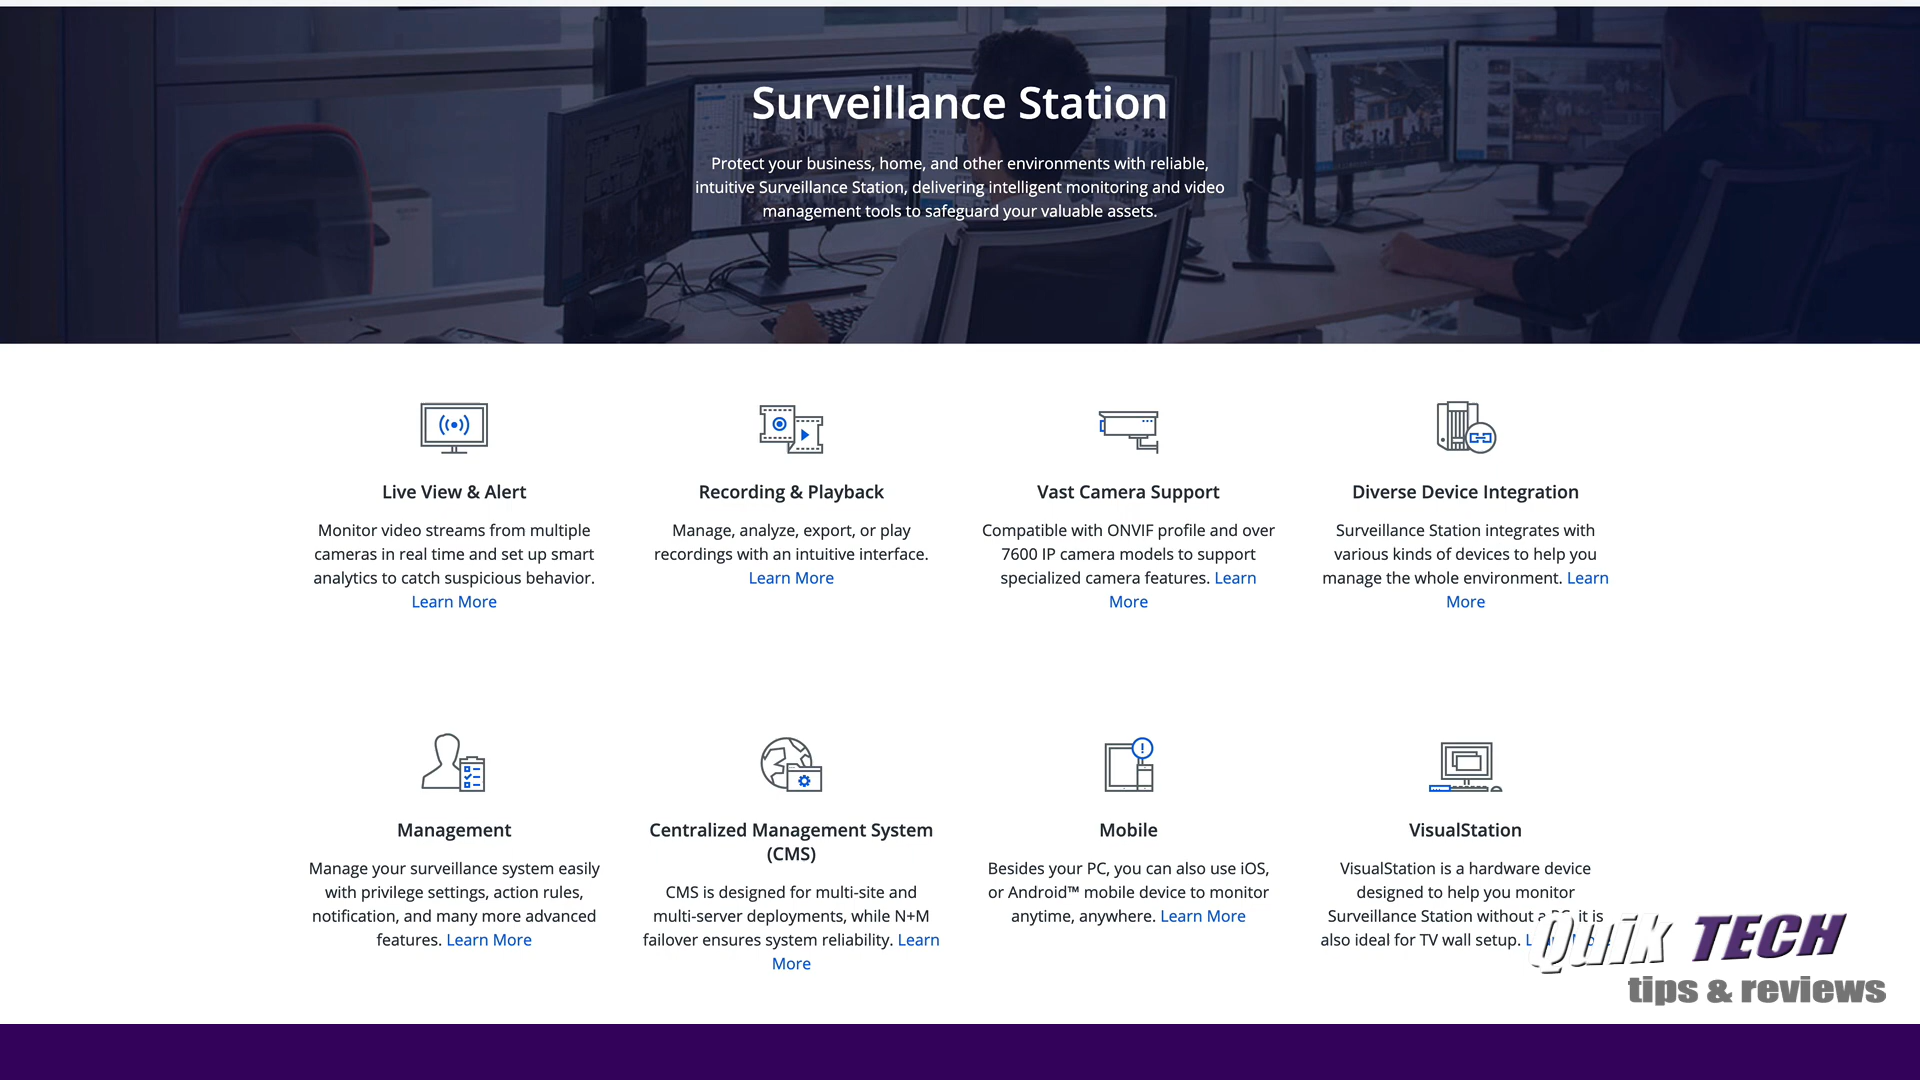 Surveillance Station
Protect your business, home, and other environments with reliable,
intuitive Surveillance Station, delivering intelligent monitoring and video
management tools to safeguard your valuable assets.
Live View & Alert
Monitor video streams from multiple
cameras in real time and set up smart
analytics to catch suspicious behavior.
Learn More
Recording & Playback
Manage, analyze, export, or play
recordings with an intuitive interface.
Learn More
Vast Camera Support
Compatible with ONVIF profile and over
7600 IP camera models to support
specialized camera features. Learn
More
Diverse Device Integration
Surveillance Station integrates with
various kinds of devices to help you
manage the whole environment. Learn
More
Management
Manage your surveillance system easily
with privilege settings, action rules,
notification, and many more advanced
features. Learn More
Centralized Management System
(CMS)
CMS is designed for multi-site and
multi-server deployments, while N+M
failover ensures system reliability. Learn
More
Mobile
Besides your PC, you can also use iOS,
or Android™ mobile device to monitor
anytime, anywhere. Learn More
VisualStation
VisualStation is a hardware device
designed to help you monitor
Surveillance Station without a it is
also ideal for TV wall setup.
Quik TECH
tips & reviews